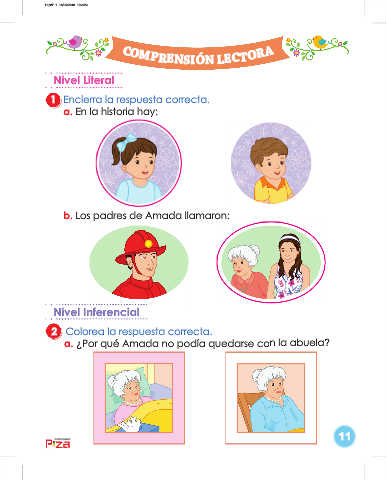 COMPRENSIÓN LECTORA
Nivel Literal
1 Encierra la respuesta correcta.
a. En la historia hay:
b. Los padres de Amada llamaron:
Nivel Inferencial
2 Colorea la respuesta correcta.
a. ¿Por qué Amada no podía quedarse con la abuela?
PIZA
11